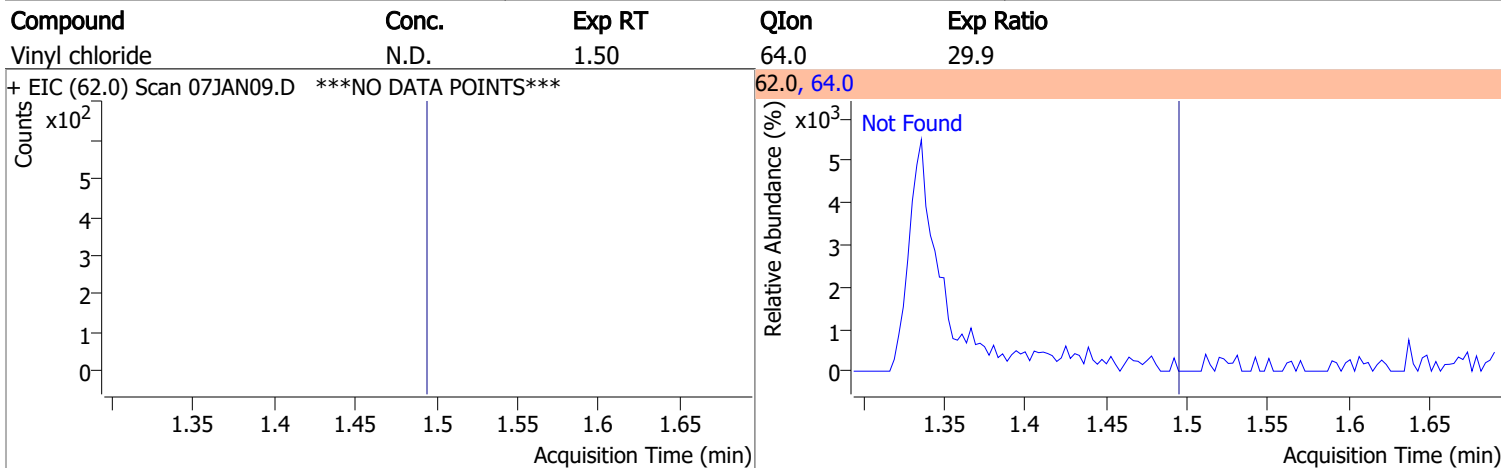 Compound Conc. Exp RT QIon Exp Ratio
Vinyl chloride N.D. 1.50 64.0 29.9
+ EIC (62.0) Scan 07JAN09.D ***NO DATA POINTS***
Counts
x10²
5
4
3
2
1
0
1.35 1.4 1.45 1.5 1.55 1.6 1.65
Acquisition Time (min)
62.0, 64.0
Relative Abundance (%)
x10³
Not Found
5
4
3
2
1
0
1.35 1.4 1.45 1.5 1.55 1.6 1.65
Acquisition Time (min)